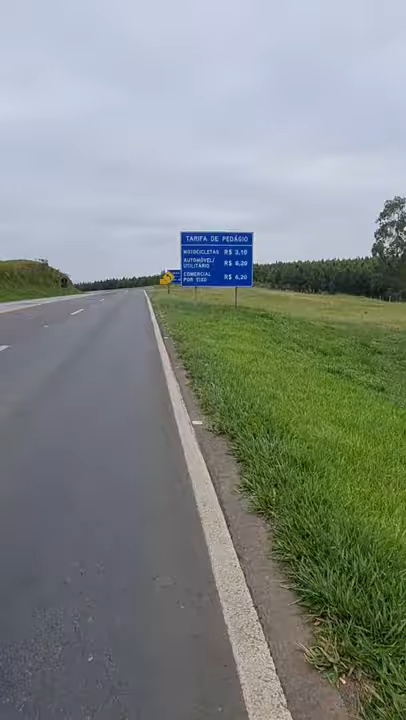 TARIFA DE PEDÁGIO
MOTOCICLETAS R$ 3,10
AUTOMÓVEL/
UTILITÁRIO R$ 6,20
COMERCIAL
POR EIXO R$ 6,20